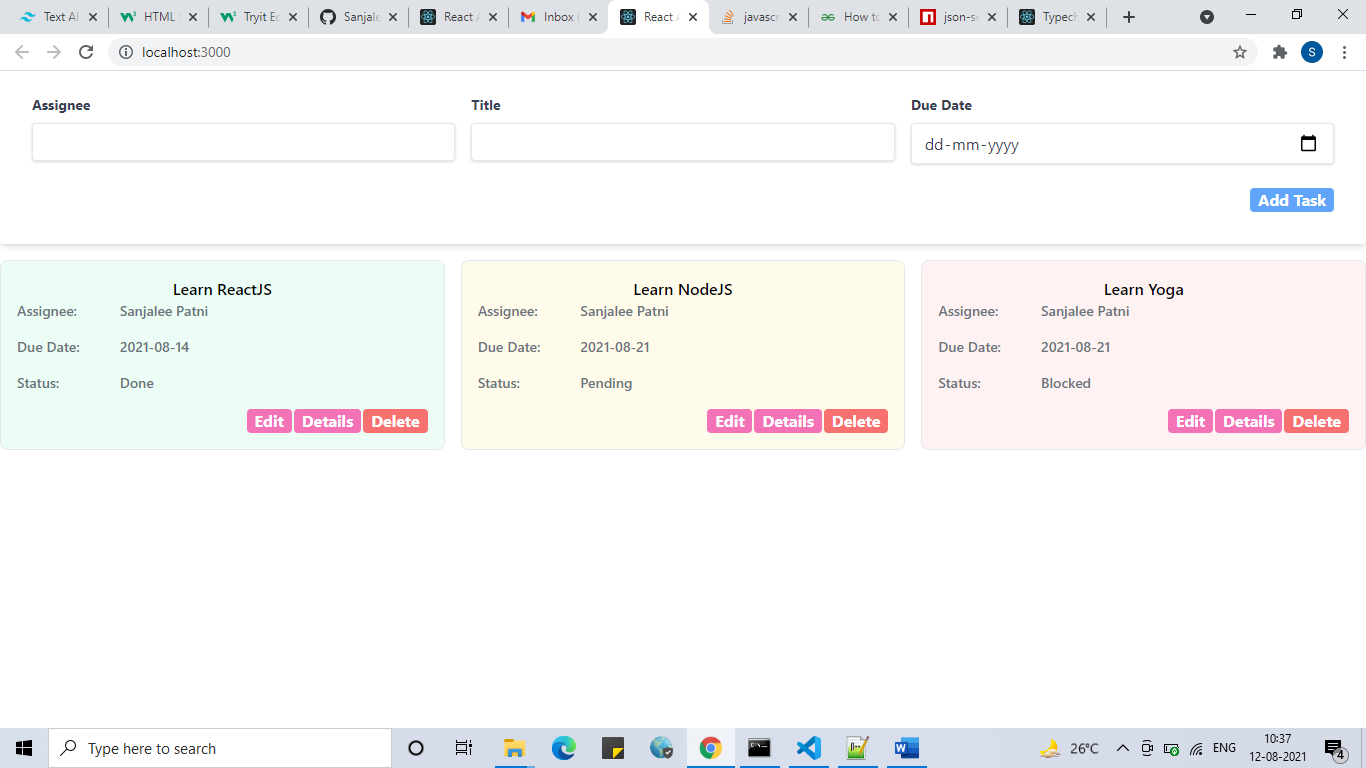 Text Al
HTML
Tryit Ed
Sanjale
React A
Inbox (
React A
javascr
How to
json-se
Typech
localhost:3000
S
Assignee Title Due Date
dd-mm-yyyy
Add Task
Learn ReactJS
Assignee: Sanjalee Patni
Due Date: 2021-08-14
Status: Done
Edit Details Delete
Learn NodeJS
Assignee: Sanjalee Patni
Due Date: 2021-08-21
Status: Pending
Edit Details Delete
Learn Yoga
Assignee: Sanjalee Patni
Due Date: 2021-08-21
Status: Blocked
Edit Details Delete
Type here to search
26°C
ENG
10:37
12-08-2021
4